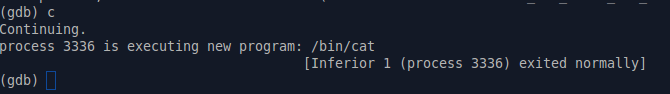 (gdb) c
Continuing.
process 3336 is executing new program: /bin/cat
[Inferior 1 (process 3336) exited normally]
(gdb)